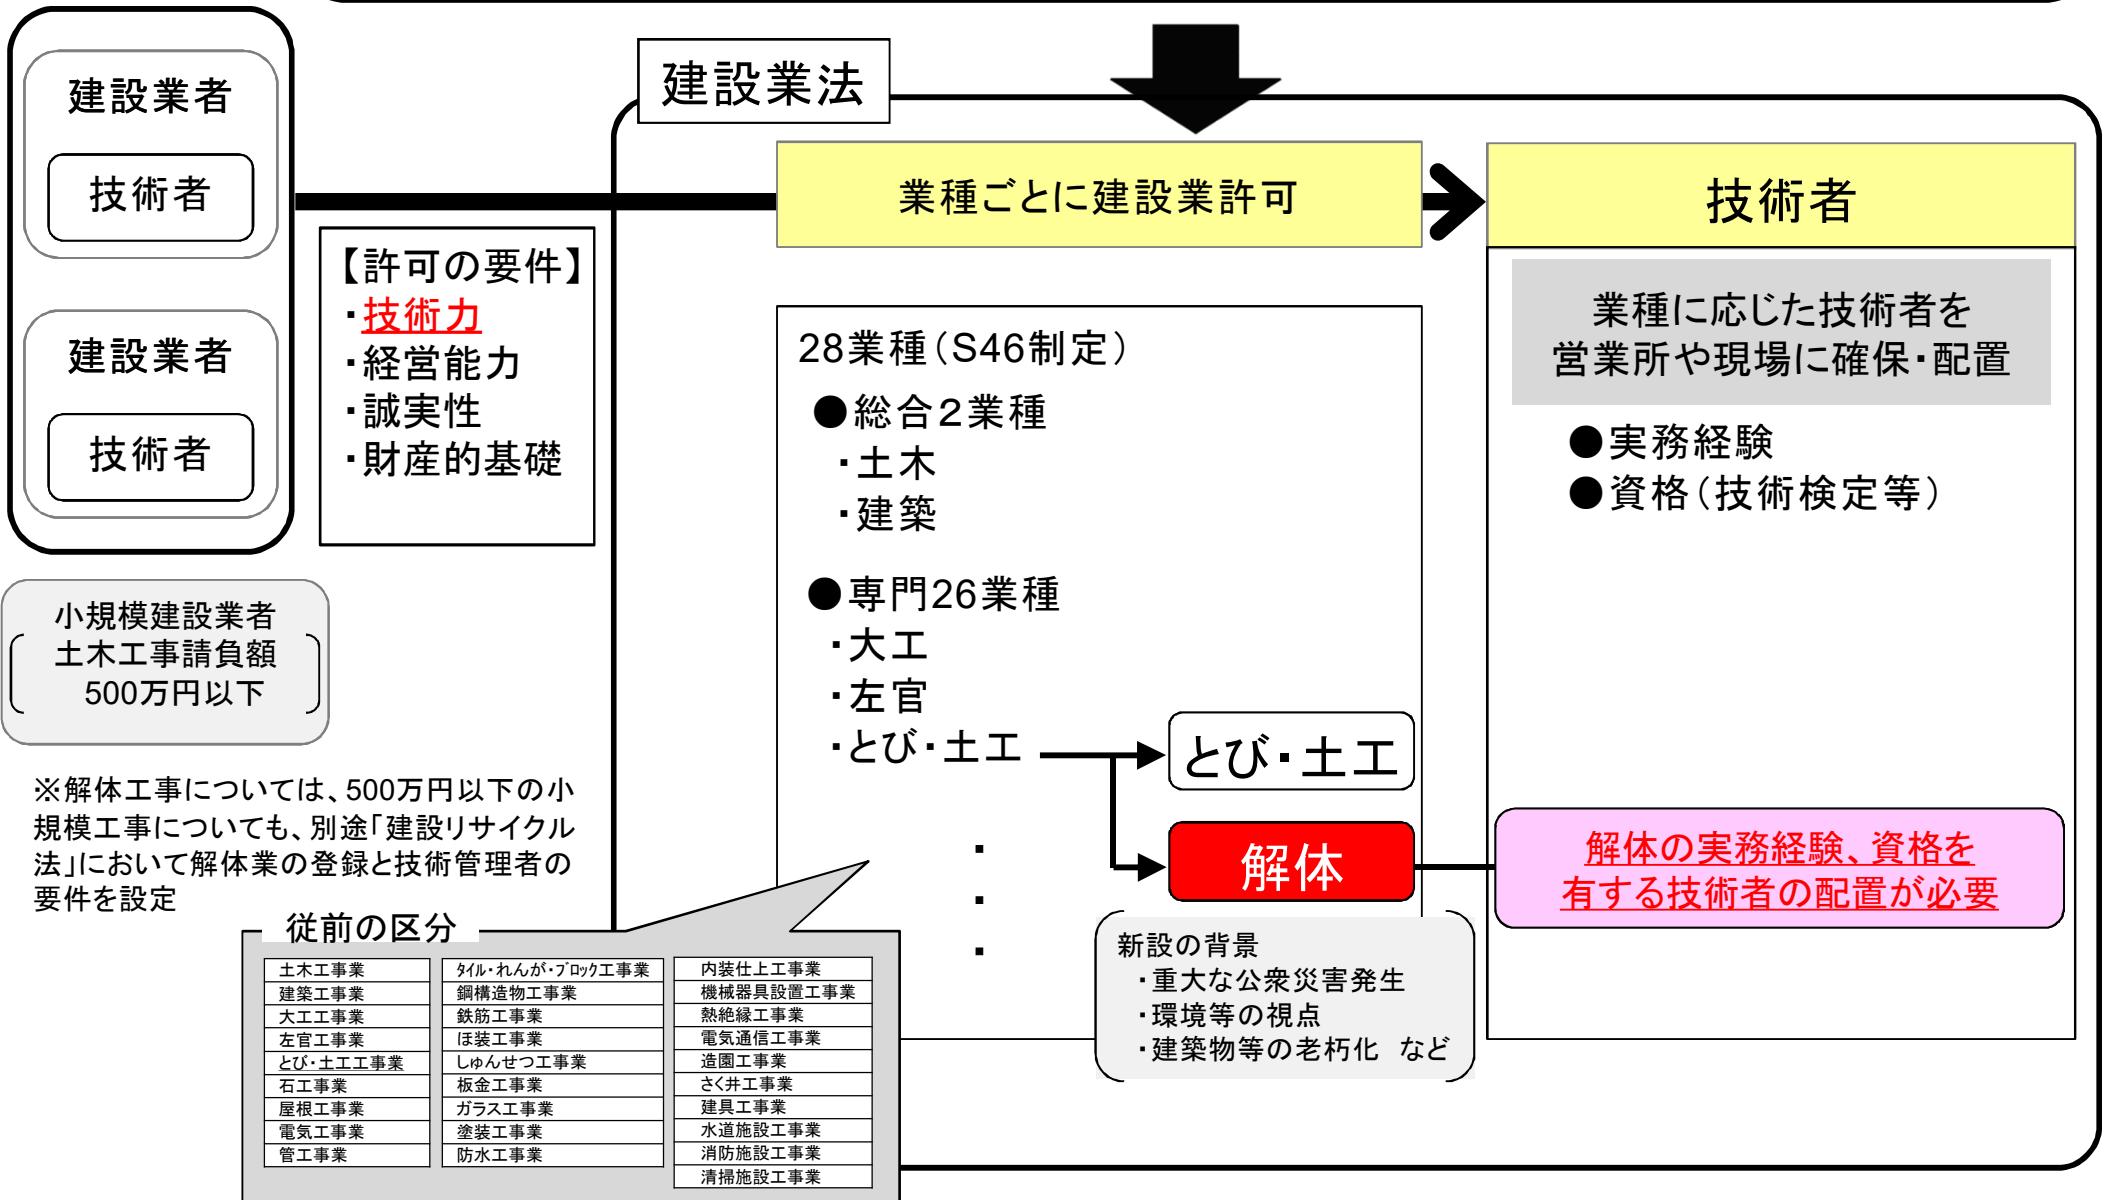 建設業者
技術者
建設業者
技術者
小規模建設業者
土木工事請負額
500万円以下
※解体工事については、500万円以下の小
規模工事についても、別途「建設リサイクル
法」において解体業の登録と技術管理者の
要件を設定
【許可の要件】
・技術力
・経営能力
・誠実性
・財産的基礎
建設業法
業種ごとに建設業許可
28業種（S46制定）
●総合２業種
・土木
・建築
●専門26業種
・大工
・左官
・とび・土工
・
・
・
とび・土工
解体
新設の背景
・重大な公衆災害発生
・環境等の視点
・建築物等の老朽化　など
技術者
業種に応じた技術者を
営業所や現場に確保・配置
●実務経験
●資格（技術検定等）
解体の実務経験、資格を
有する技術者の配置が必要
従前の区分
土木工事業
建築工事業
大工工事業
左官工事業
とび・土工工事業
石工事業
屋根工事業
電気工事業
管工事業
ﾀｲﾙ・れんが・ﾌﾞﾛｯｸ工事業
鋼構造物工事業
鉄筋工事業
ほ装工事業
しゅんせつ工事業
板金工事業
ガラス工事業
塗装工事業
防水工事業
内装仕上工事業
機械器具設置工事業
熱絶縁工事業
電気通信工事業
造園工事業
さく井工事業
建具工事業
水道施設工事業
消防施設工事業
清掃施設工事業